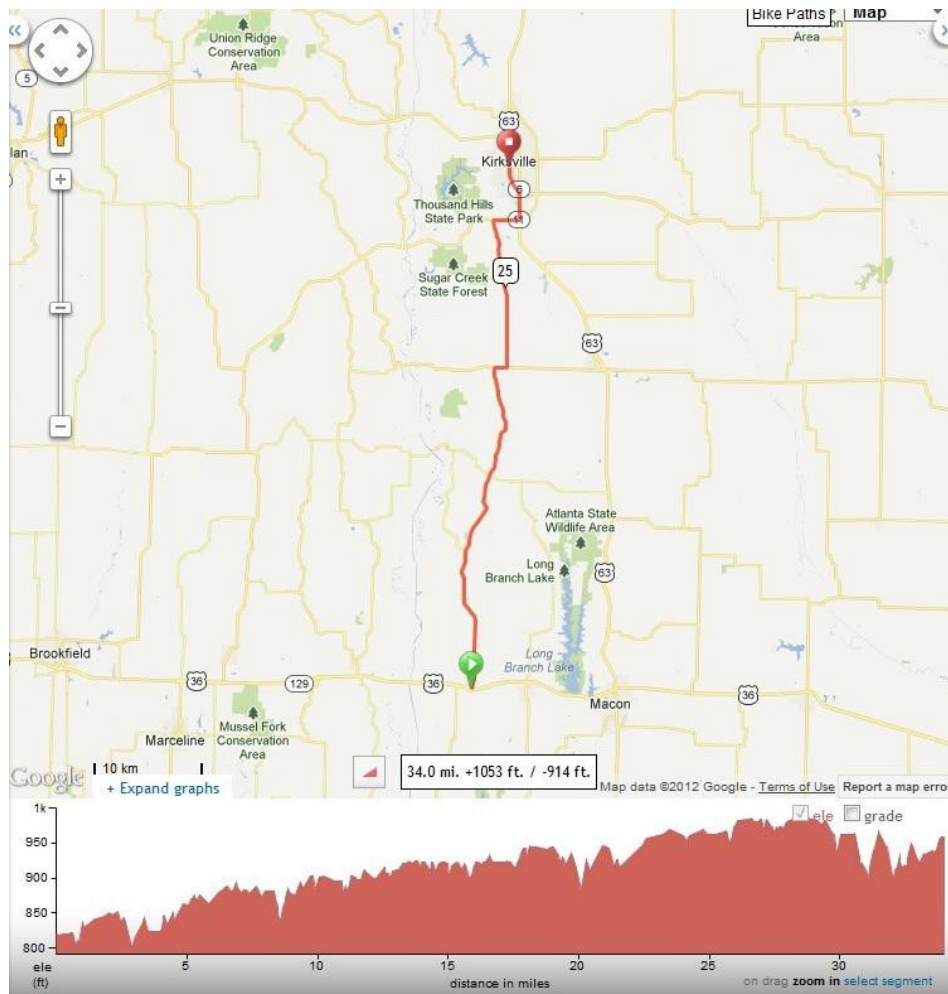 Bike Paths
Map
Union Ridge
Conservation
Area
Area
5
lan
63
Kirksville
6
Thousand Hills
State Park
11
25
Sugar Creek
State Forest
63
Atlanta State
Wildlife Area
Long
Branch Lake
63
Brookfield
Long
Branch Lake
36
129
36
36
Macon
Mussel Fork
Conservation
Area
Marceline
Google
10 km
34.0 mi. +1053 ft. / -914 ft.
Map data ©2012 Google - Terms of Use
Report a map erro
+ Expand graphs
1k
ele
grade
950
900
850
800
ele
(ft)
5
10
15
20
25
30
distance in miles
on drag zoom in select segment